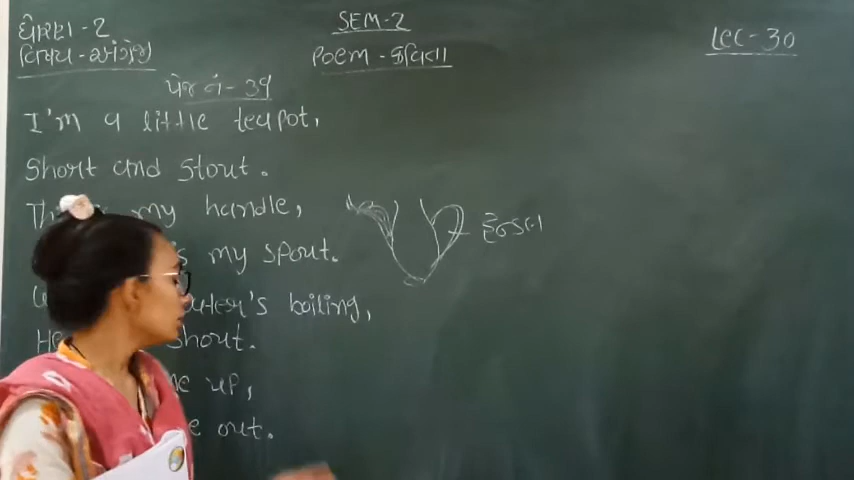 ધોરણ - 2
SEM-2
LEC-30
વિષય - અંગ્રેજી
POEM - કવિતા
પેજ નં - 39
I'm a little teapot,
Short and stout.
my handle,
હેન્ડલ
my spout.
boiling,
shout.
up,
out.